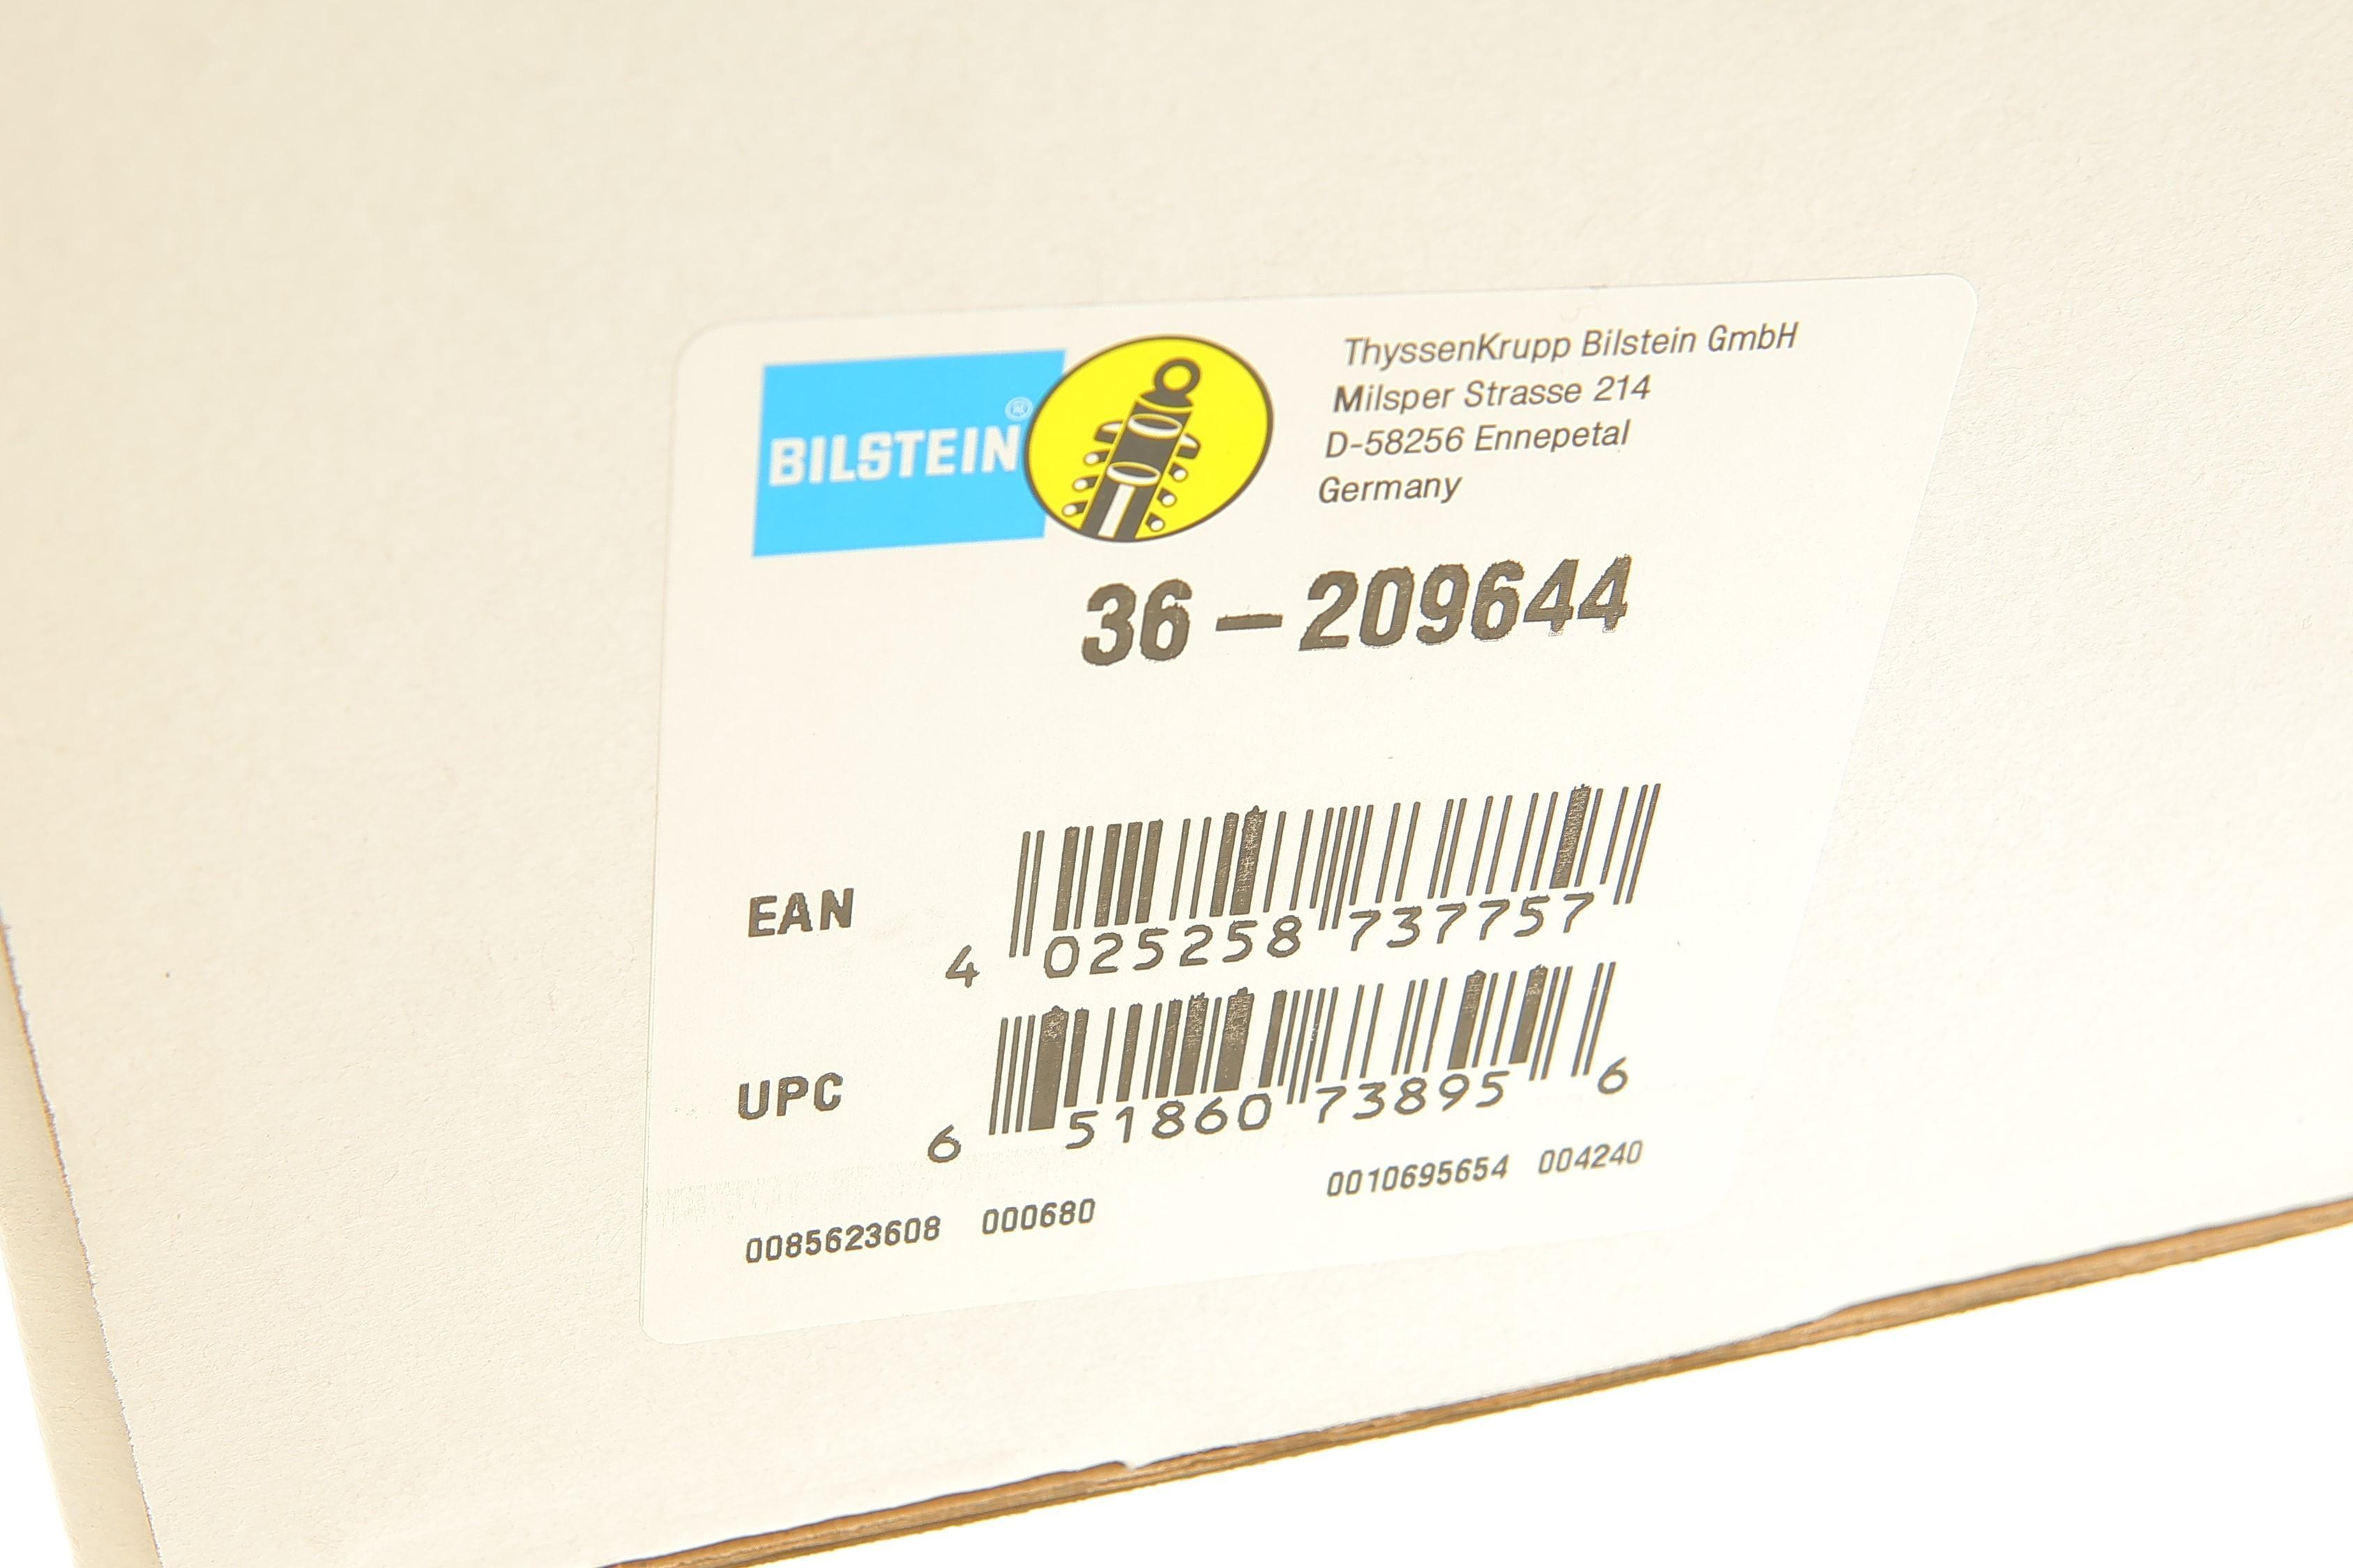 BILSTEIN®
ThyssenKrupp Bilstein GmbH
Milsper Strasse 214
D-58256 Ennepetal
Germany
36-209644
EAN
4 025258 737757
UPC
6 51860 73895 6
0085623608 000680 0010695654 004240